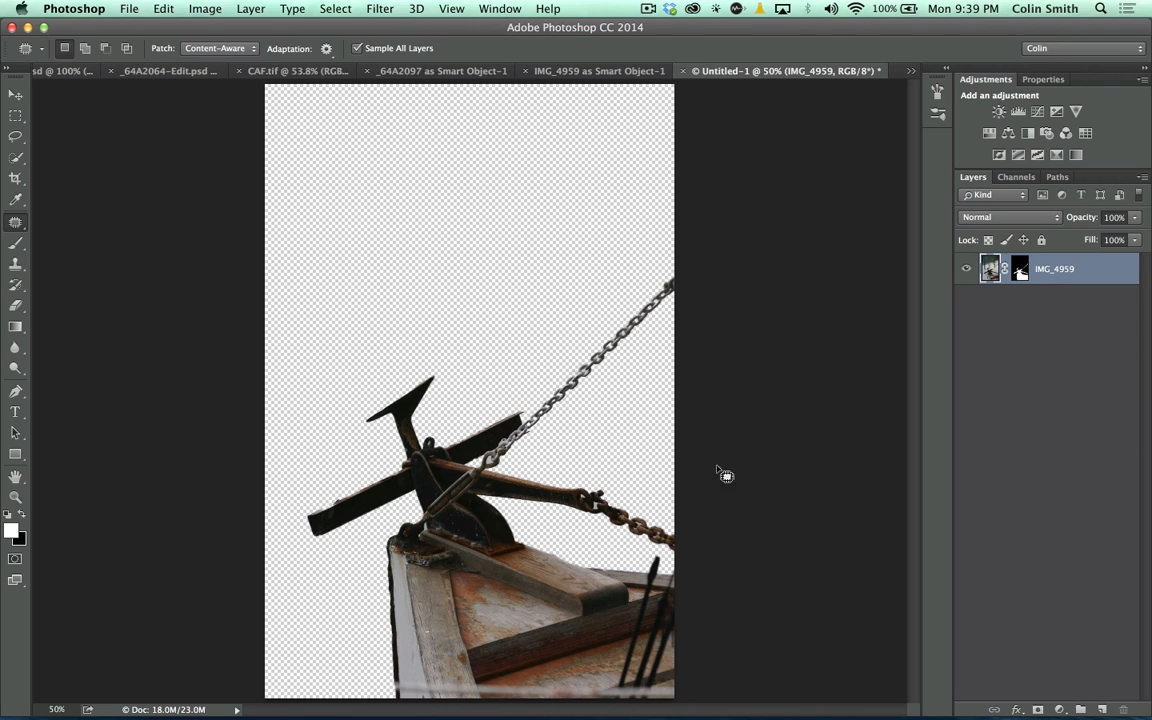 Photoshop File Edit Image Layer Type Select Filter 3D View Window Help 100% Mon 9:39 PM Colin Smith
Adobe Photoshop CC 2014
Patch: Content-Aware Adaptation: Sample All Layers Colin
sd @ 100% (... × _64A2064-Edit.psd ... × CAF.tif @ 53.8% (RGB... × _64A2097 as Smart Object-1 × IMG_4959 as Smart Object-1 × © Untitled-1 @ 50% (IMG_4959, RGB/8*) *
Adjustments Properties
Add an adjustment
Layers Channels Paths
Kind
Normal Opacity: 100%
Lock: Fill: 100%
IMG_4959
50% © Doc: 18.0M/23.0M